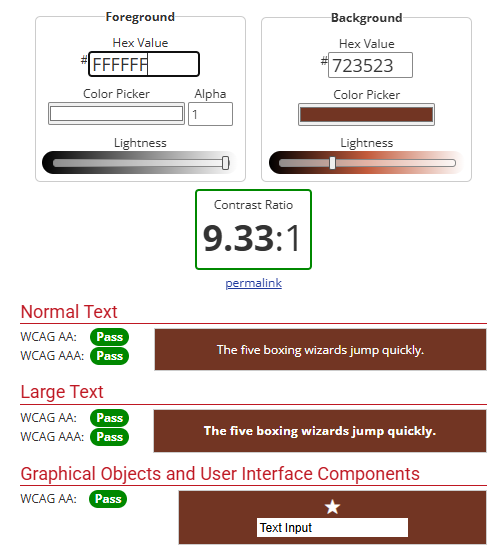 Foreground
Hex Value
# FFFFFF
Color Picker Alpha
1
Lightness
Background
Hex Value
# 723523
Color Picker
Lightness
Contrast Ratio
9.33:1
permalink
Normal Text
WCAG AA: Pass
WCAG AAA: Pass
The five boxing wizards jump quickly.
Large Text
WCAG AA: Pass
WCAG AAA: Pass
The five boxing wizards jump quickly.
Graphical Objects and User Interface Components
WCAG AA: Pass
Text Input